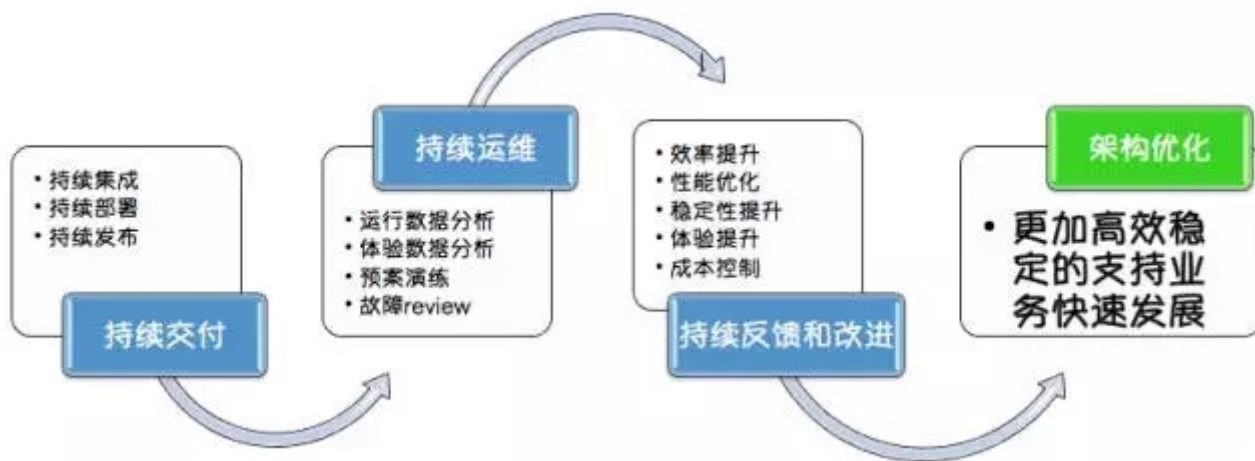 • 持续集成
• 持续部署
• 持续发布
持续交付
持续运维
• 运行数据分析
• 体验数据分析
• 预案演练
• 故障review
• 效率提升
• 性能优化
• 稳定性提升
• 体验提升
• 成本控制
持续反馈和改进
架构优化
• 更加高效稳
定的支持业
务快速发展